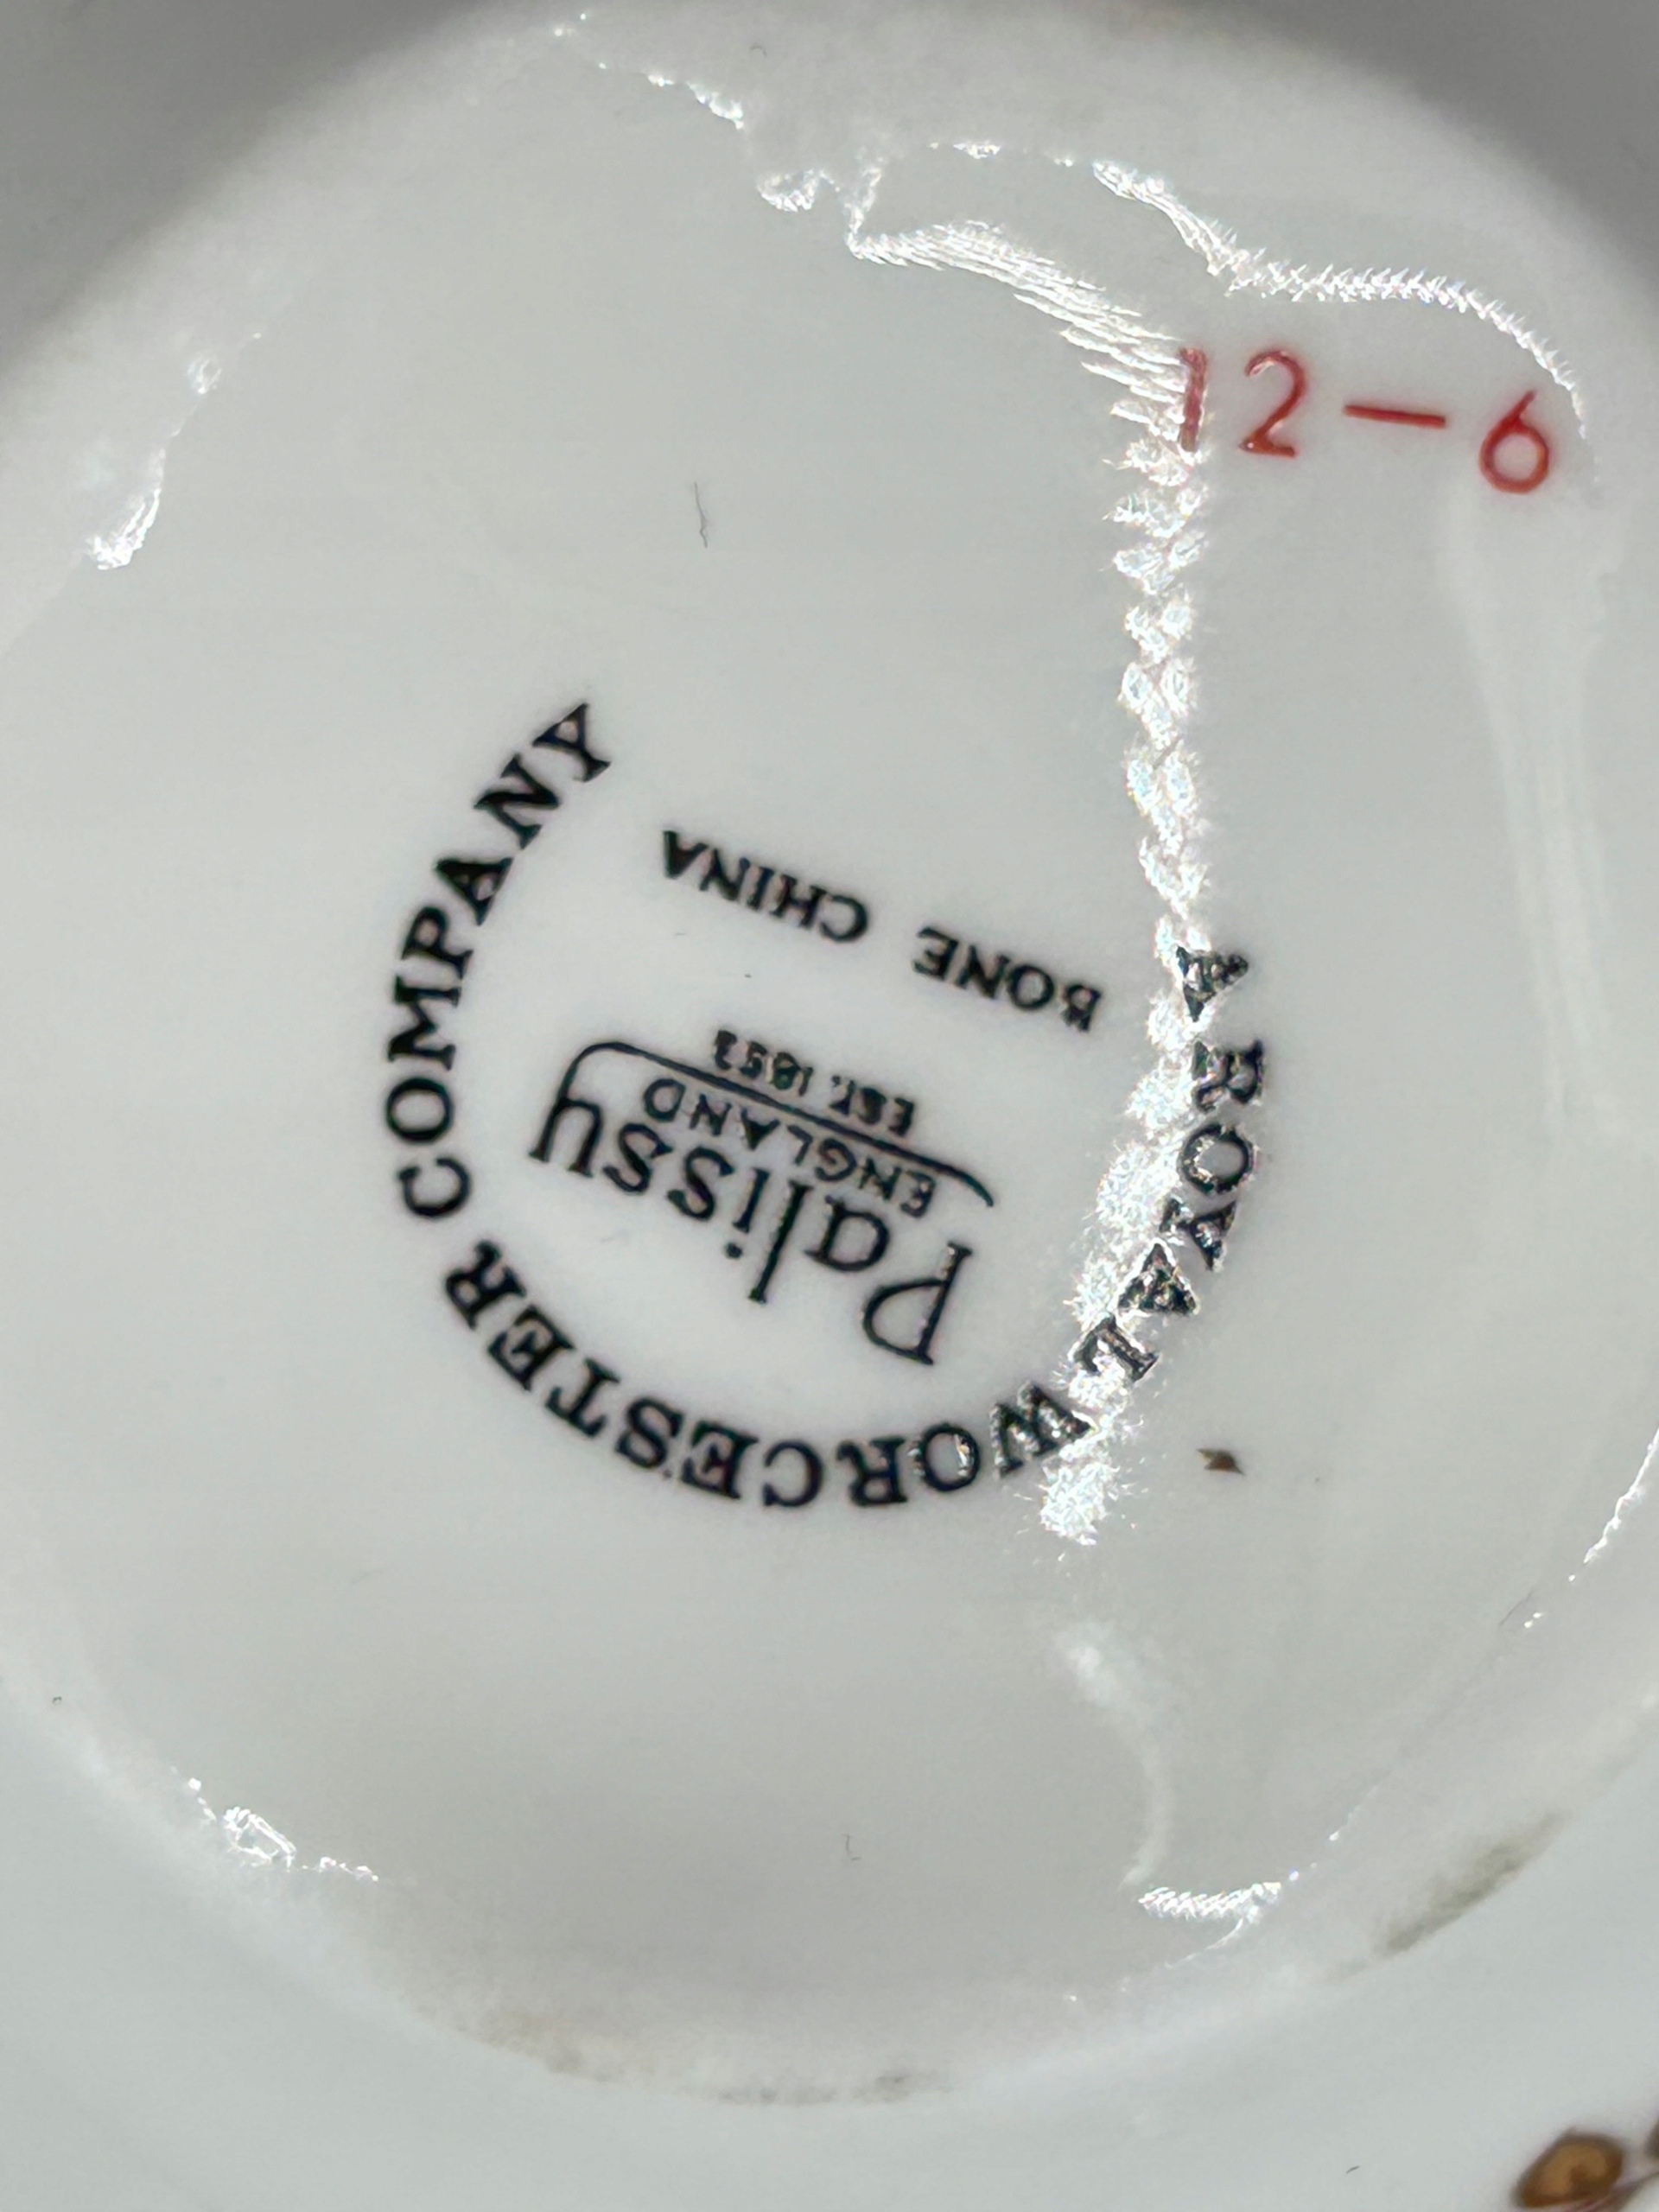 A ROYAL WORCESTER COMPANY
Palissy
ENGLAND
EST. 1853
BONE CHINA
12-6